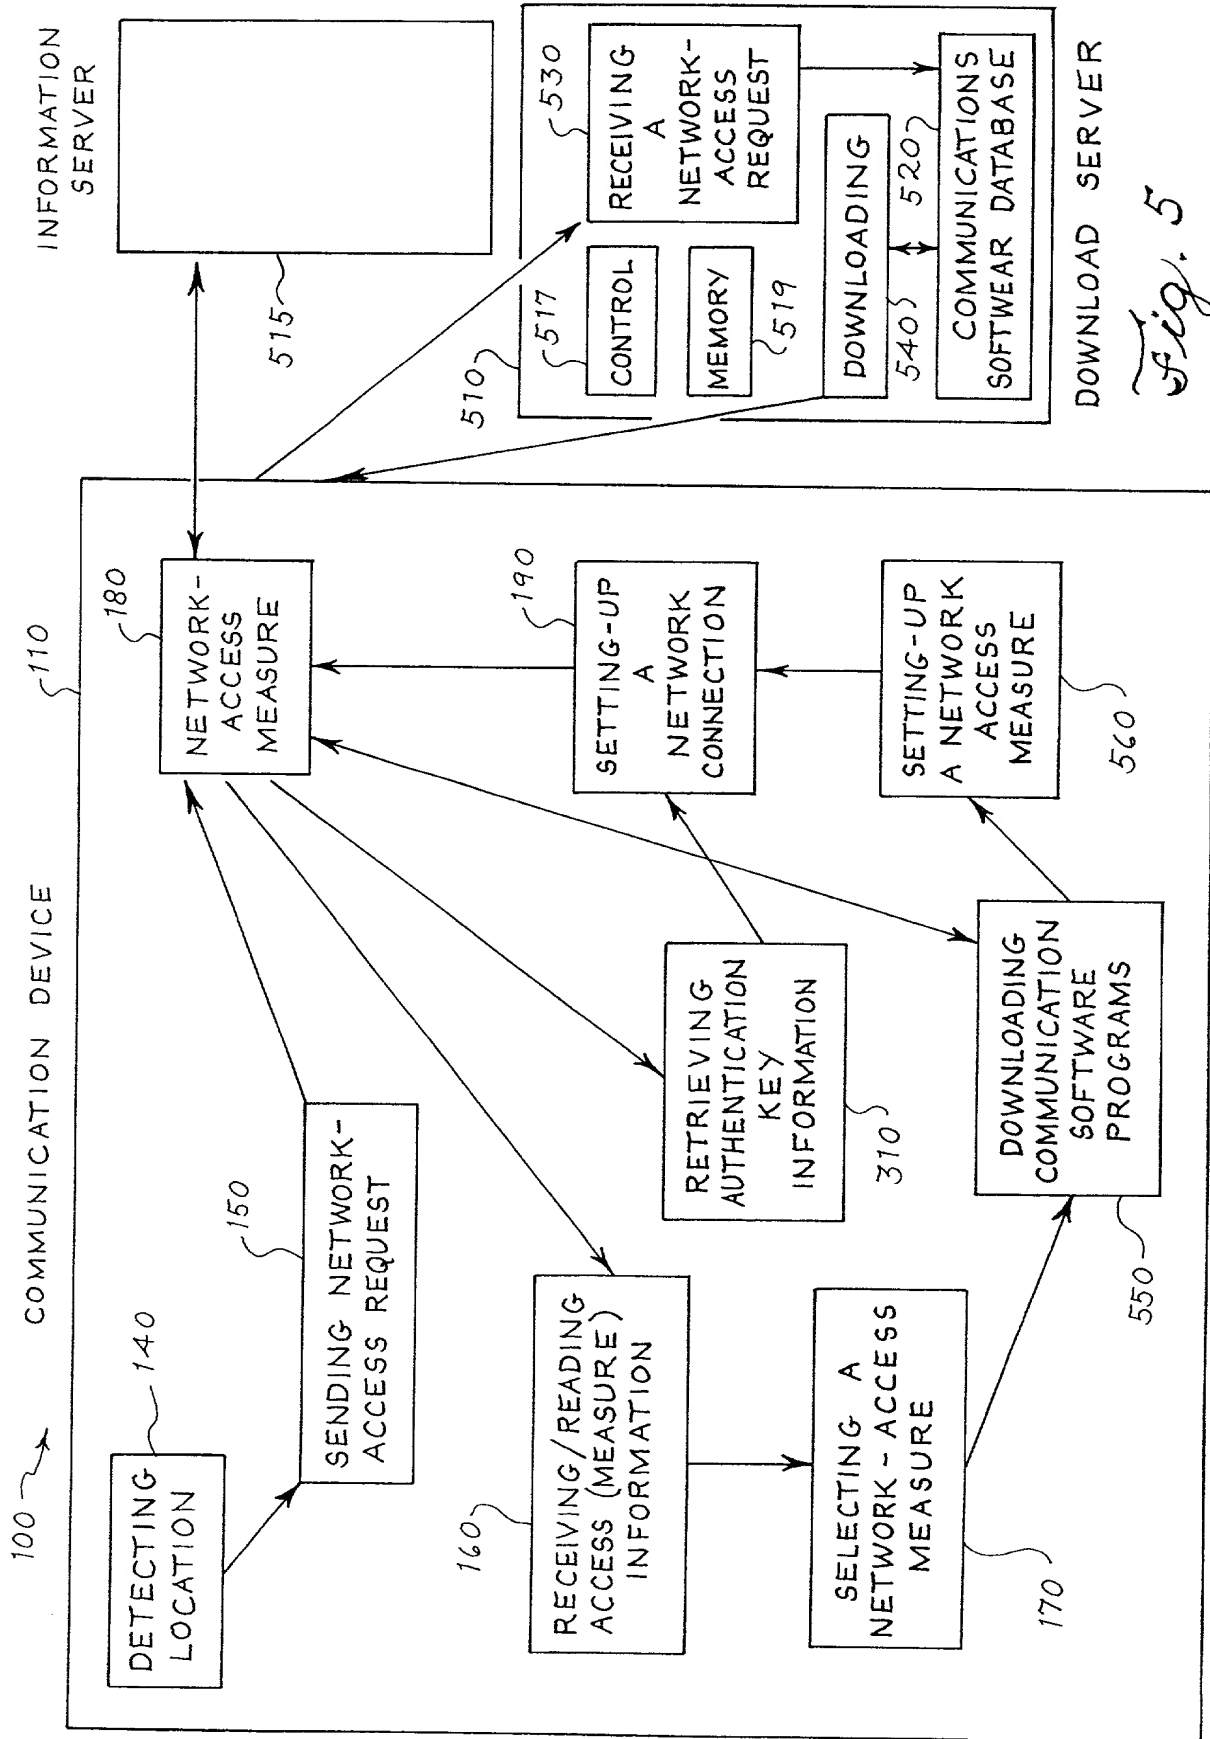 100
COMMUNICATION DEVICE
110
DETECTING
LOCATION
140
SENDING NETWORK-
ACCESS REQUEST
150
NETWORK-
ACCESS
MEASURE
180
RECEIVING/READING
ACCESS (MEASURE)
INFORMATION
160
RETRIEVING
AUTHENTICATION
KEY
INFORMATION
310
SETTING-UP
A
NETWORK
CONNECTION
190
SELECTING A
NETWORK-ACCESS
MEASURE
170
DOWNLOADING
COMMUNICATION
SOFTWARE
PROGRAMS
550
SETTING-UP
A NETWORK
ACCESS
MEASURE
560
INFORMATION
SERVER
515
510
CONTROL
517
MEMORY
519
RECEIVING
A
NETWORK-
ACCESS
REQUEST
530
DOWNLOADING
540
520
COMMUNICATIONS
SOFTWEAR DATABASE
DOWNLOAD SERVER
Fig. 5